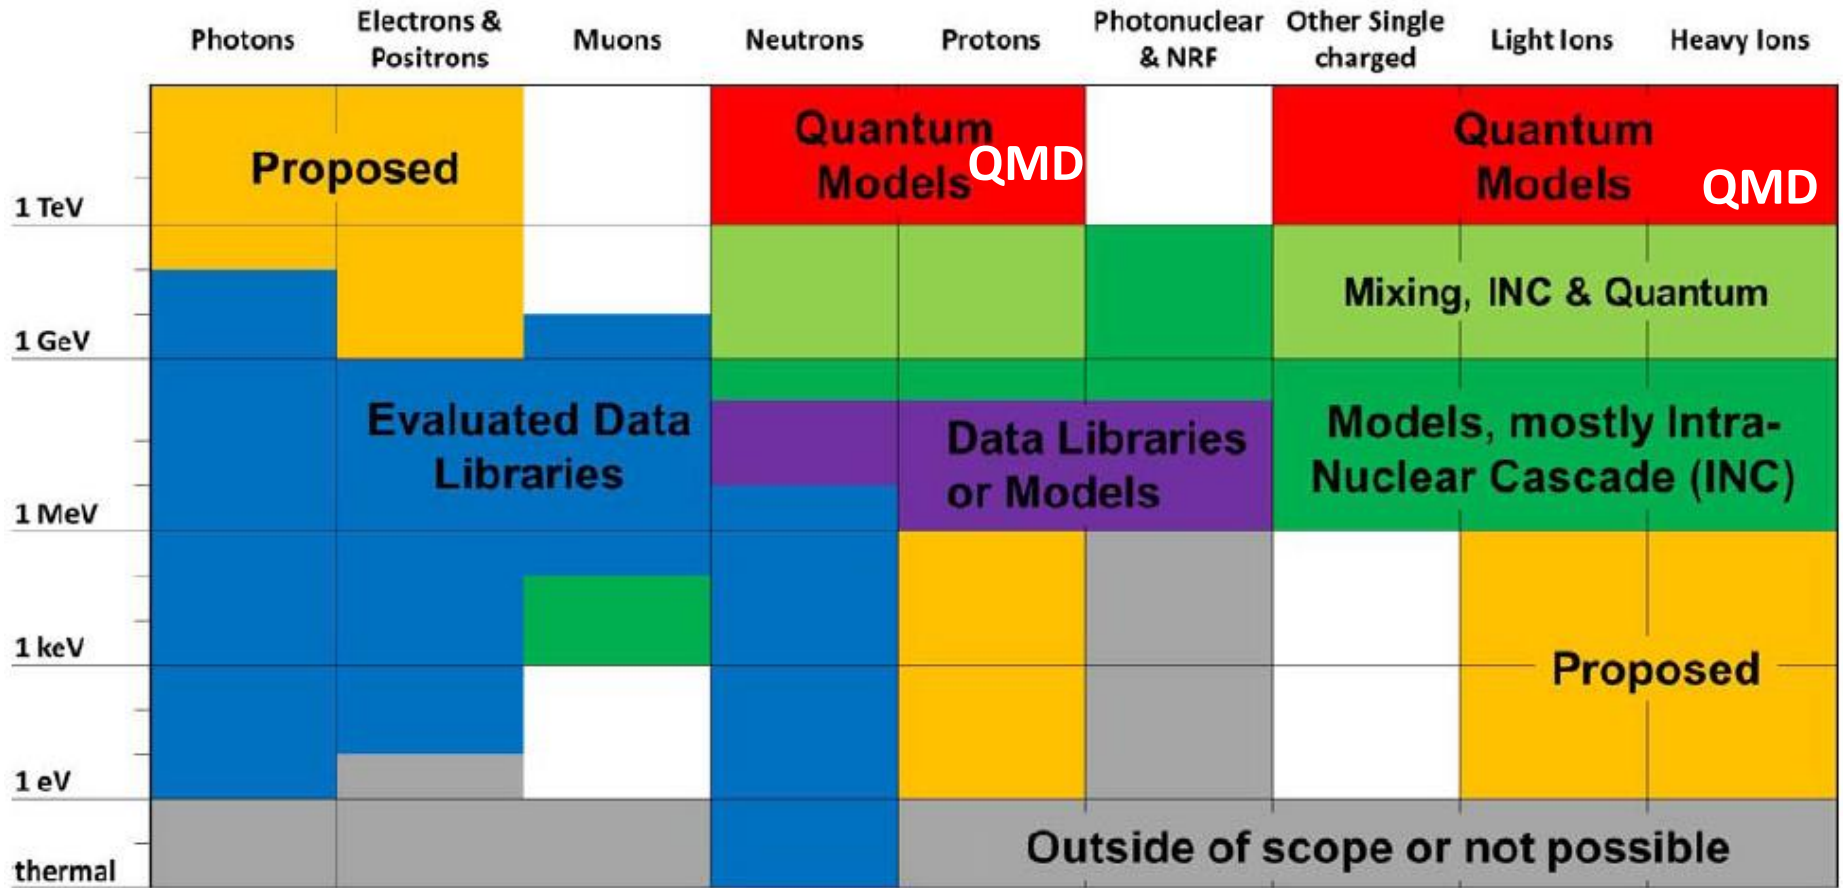 Photons
Electrons &
Positrons
Muons
Neutrons
Protons
Photonuclear
& NRF
Other Single
charged
Light Ions
Heavy Ions
Proposed
Quantum
Models
QMD
Quantum
Models
QMD
1 TeV
Mixing, INC & Quantum
1 GeV
Evaluated Data
Libraries
Data Libraries
or Models
Models, mostly Intra-
Nuclear Cascade (INC)
1 MeV
1 keV
Proposed
1 eV
Outside of scope or not possible
thermal